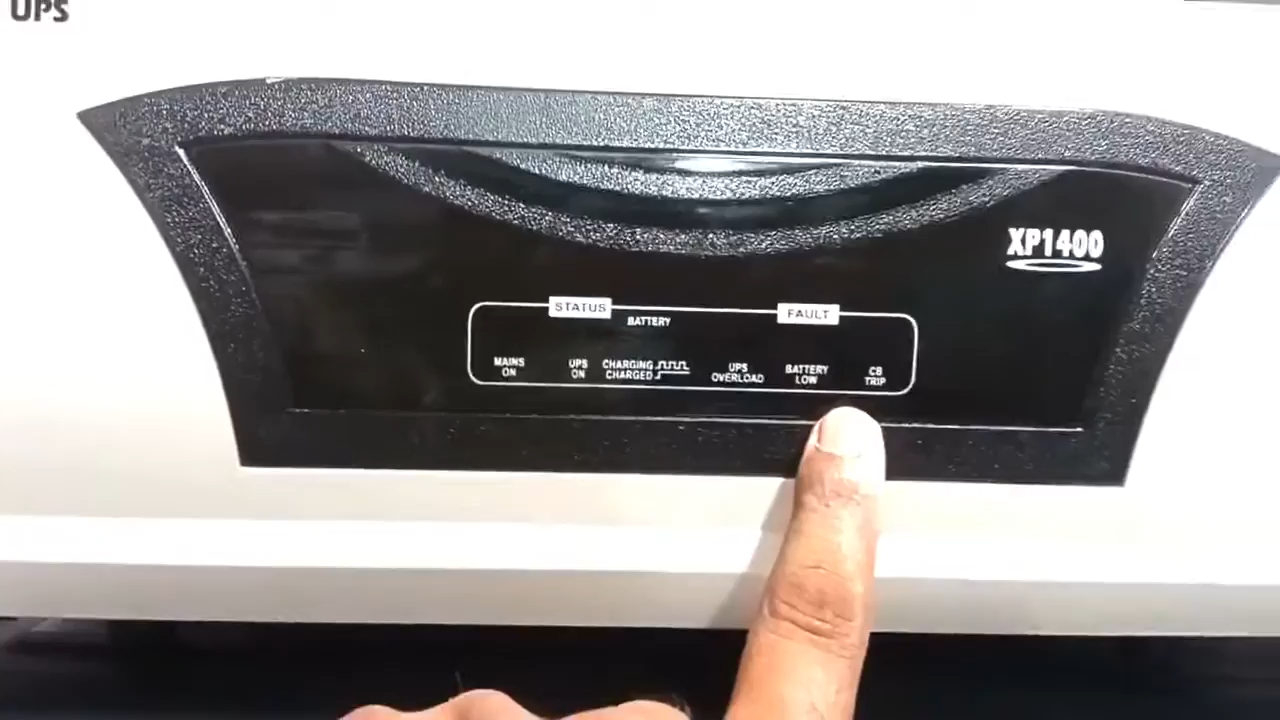 UPS
XP1400
STATUS
FAULT
BATTERY
MAINS
ON
UPS
ON
CHARGING
CHARGED
UPS
OVERLOAD
BATTERY
LOW
CB
TRIP